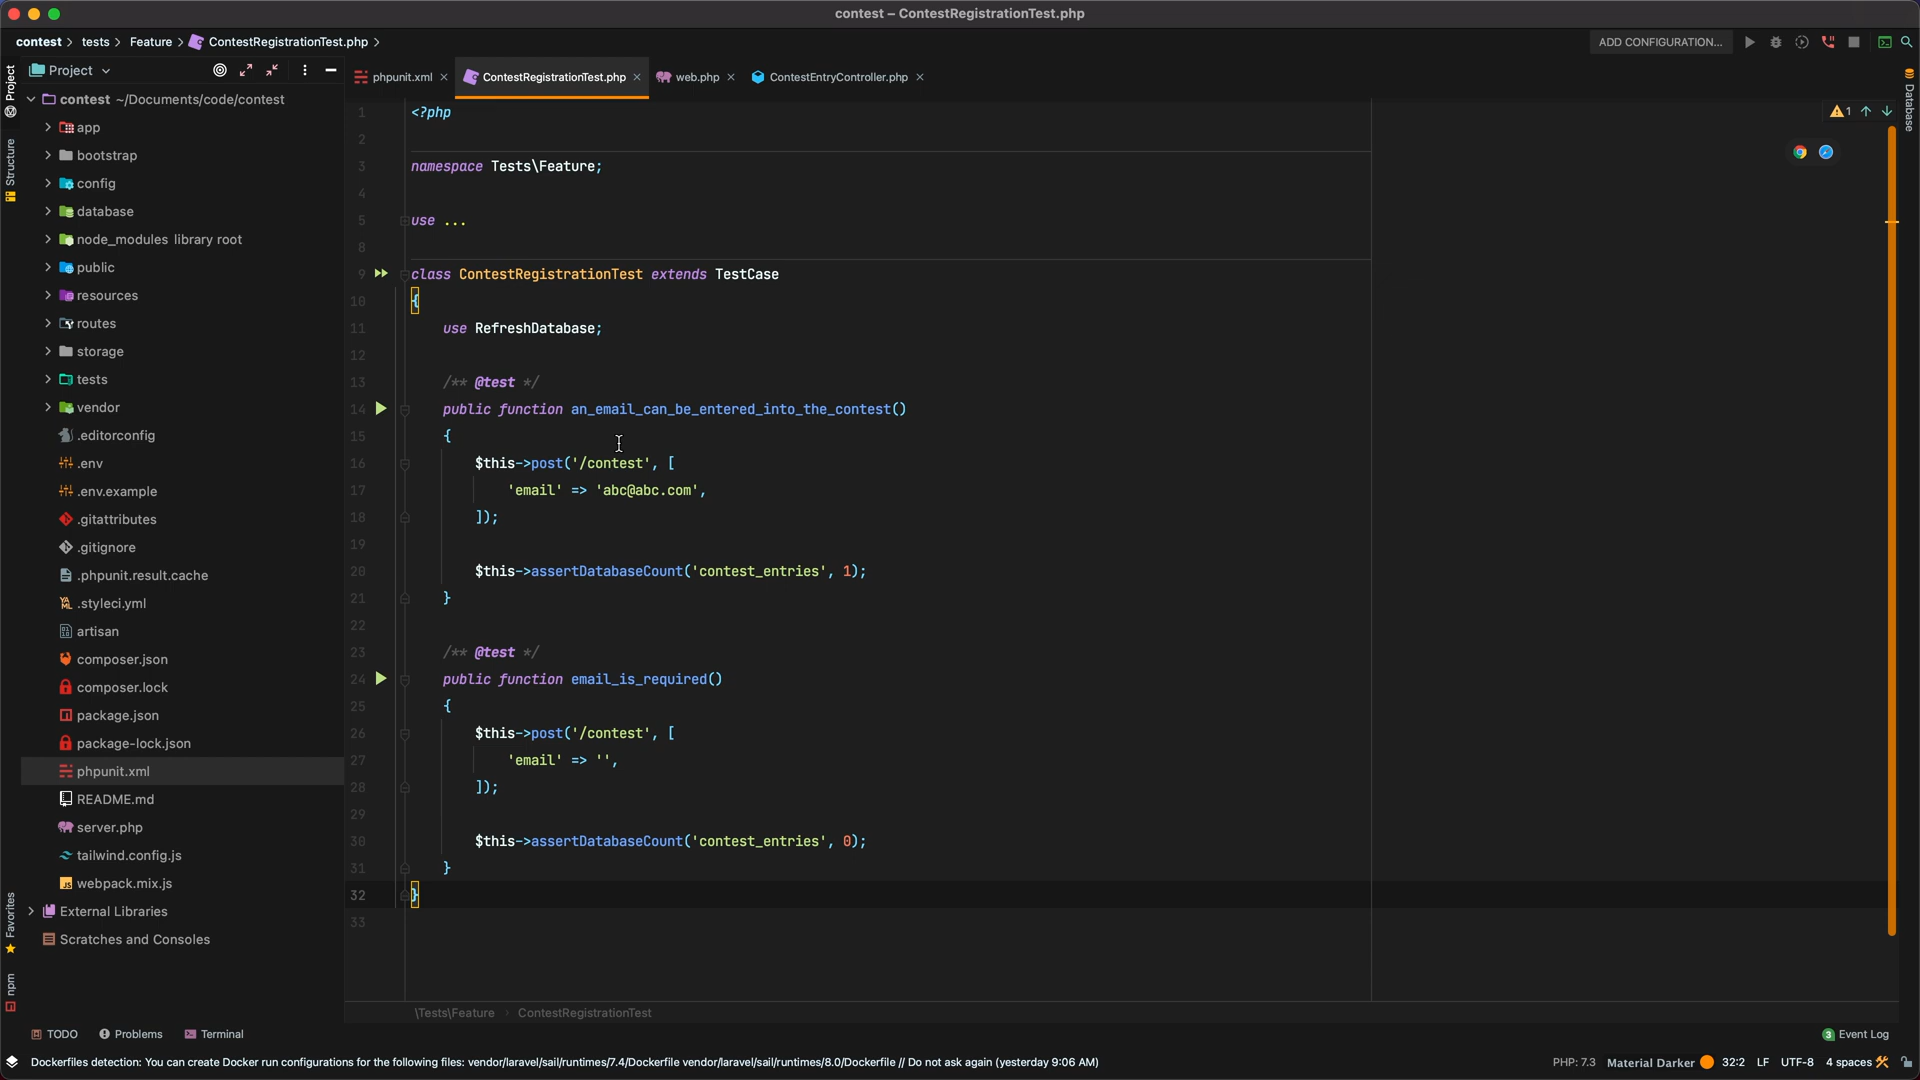 contest – ContestRegistrationTest.php
contest > tests > Feature > ContestRegistrationTest.php >
ADD CONFIGURATION...
Project
phpunit.xml × ContestRegistrationTest.php × web.php × ContestEntryController.php ×
Project
Structure
Favorites
npm
Database
contest ~/Documents/code/contest
app
bootstrap
config
database
node_modules library root
public
resources
routes
storage
tests
vendor
.editorconfig
.env
.env.example
.gitattributes
.gitignore
.phpunit.result.cache
.styleci.yml
artisan
composer.json
composer.lock
package.json
package-lock.json
phpunit.xml
README.md
server.php
tailwind.config.js
webpack.mix.js
External Libraries
Scratches and Consoles
1
1 <?php
2
3 namespace Tests\Feature;
4
5 use ...
8
9 class ContestRegistrationTest extends TestCase
10 {
11 use RefreshDatabase;
12
13 /** @test */
14 public function an_email_can_be_entered_into_the_contest()
15 {
16 $this->post('/contest', [
17 'email' => 'abc@abc.com',
18 ]);
19
20 $this->assertDatabaseCount('contest_entries', 1);
21 }
22
23 /** @test */
24 public function email_is_required()
25 {
26 $this->post('/contest', [
27 'email' => '',
28 ]);
29
30 $this->assertDatabaseCount('contest_entries', 0);
31 }
32 }
33
\Tests\Feature > ContestRegistrationTest
TODO Problems Terminal
3 Event Log
Dockerfiles detection: You can create Docker run configurations for the following files: vendor/laravel/sail/runtimes/7.4/Dockerfile vendor/laravel/sail/runtimes/8.0/Dockerfile // Do not ask again (yesterday 9:06 AM)
PHP: 7.3 Material Darker 32:2 LF UTF-8 4 spaces